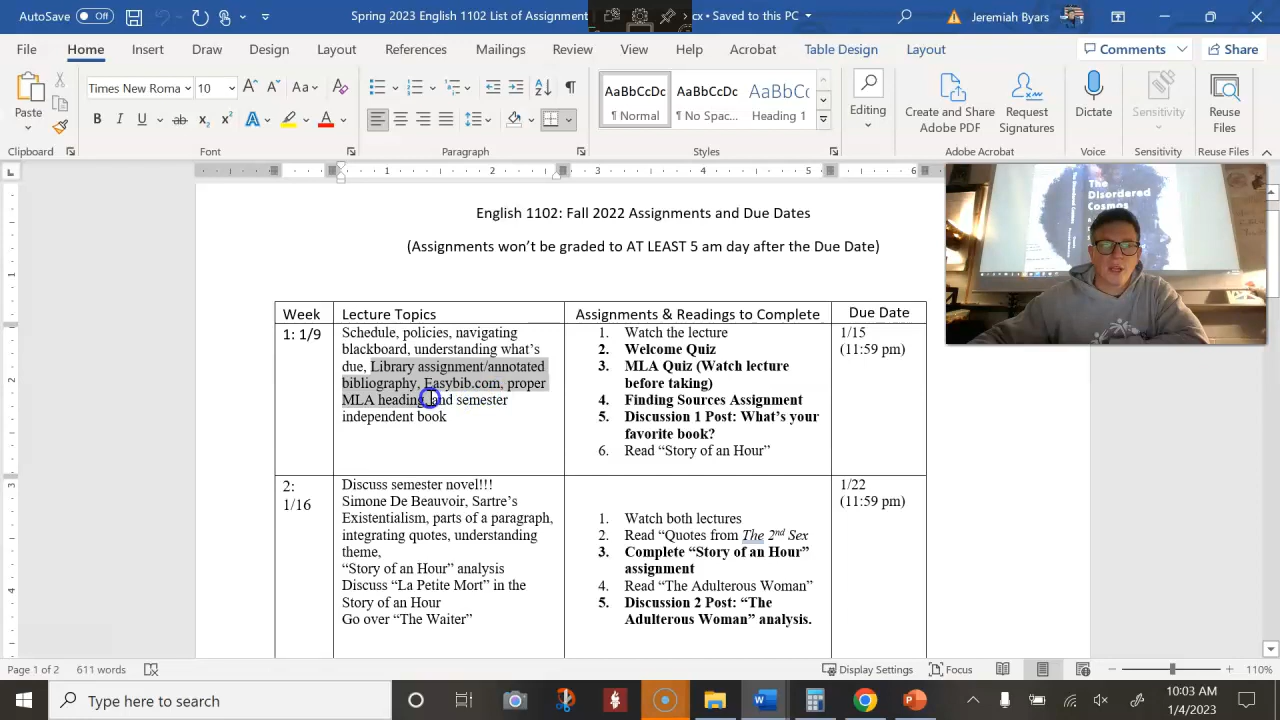 AutoSave Off
Spring 2023 English 1102 List of Assignment
cx • Saved to this PC
Jeremiah Byars
File Home Insert Draw Design Layout References Mailings Review View Help Acrobat Table Design Layout
Comments Share
Paste
Times New Roma 10
AaBbCcDc AaBbCcDc AaBbCc
¶ Normal ¶ No Spac... Heading 1
Editing
Create and Share
Adobe PDF
Request
Signatures
Dictate
Sensitivity
Reuse
Files
Clipboard Font Paragraph Styles Adobe Acrobat Voice Sensitivity Reuse Files
1 2 3 4 5 6
The
Disordered
Cosmos
English 1102: Fall 2022 Assignments and Due Dates
(Assignments won’t be graded to AT LEAST 5 am day after the Due Date)
Week Lecture Topics Assignments & Readings to Complete Due Date
1: 1/9
Schedule, policies, navigating
blackboard, understanding what’s
due, Library assignment/annotated
bibliography, Easybib.com, proper
MLA heading, and semester
independent book
1. Watch the lecture
2. Welcome Quiz
3. MLA Quiz (Watch lecture
before taking)
4. Finding Sources Assignment
5. Discussion 1 Post: What’s your
favorite book?
6. Read “Story of an Hour”
1/15
(11:59 pm)
2:
1/16
Discuss semester novel!!!
Simone De Beauvoir, Sartre’s
Existentialism, parts of a paragraph,
integrating quotes, understanding
theme,
“Story of an Hour” analysis
Discuss “La Petite Mort” in the
Story of an Hour
Go over “The Waiter”
1. Watch both lectures
2. Read “Quotes from The 2nd Sex
3. Complete “Story of an Hour”
assignment
4. Read “The Adulterous Woman”
5. Discussion 2 Post: “The
Adulterous Woman” analysis.
1/22
(11:59 pm)
Page 1 of 2 611 words
Display Settings Focus 110%
Type here to search
10:03 AM
1/4/2023